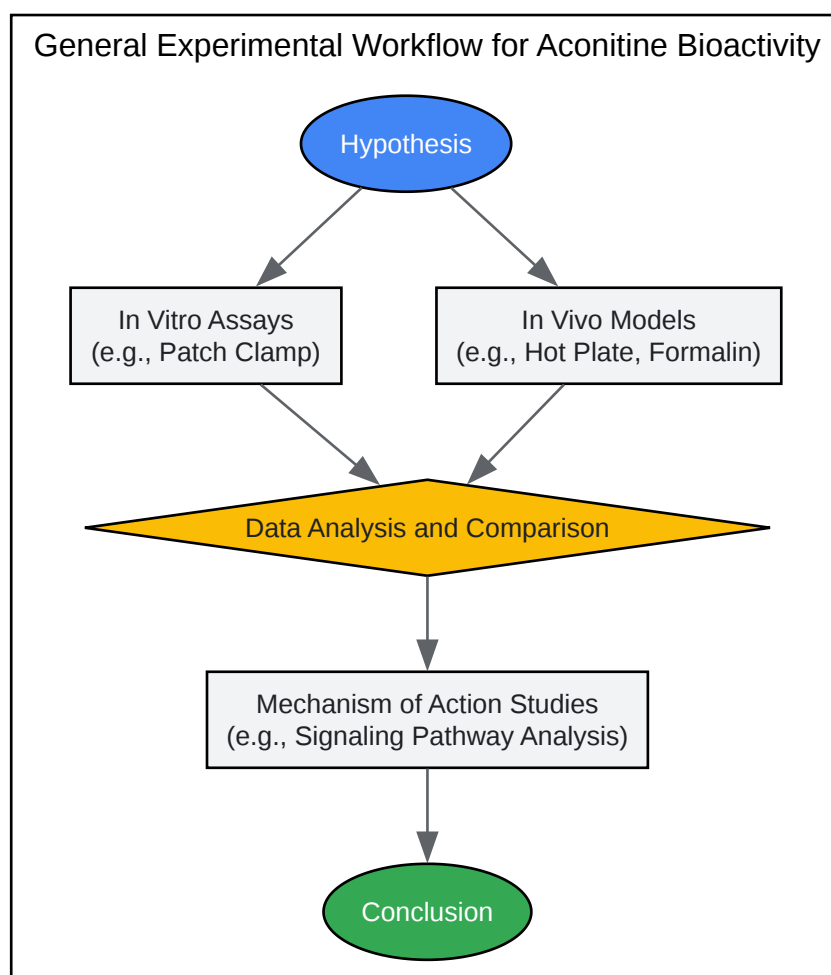 General Experimental Workflow for Aconitine Bioactivity
Hypothesis
In Vitro Assays
(e.g., Patch Clamp)
In Vivo Models
(e.g., Hot Plate, Formalin)
Data Analysis and Comparison
Mechanism of Action Studies
(e.g., Signaling Pathway Analysis)
Conclusion